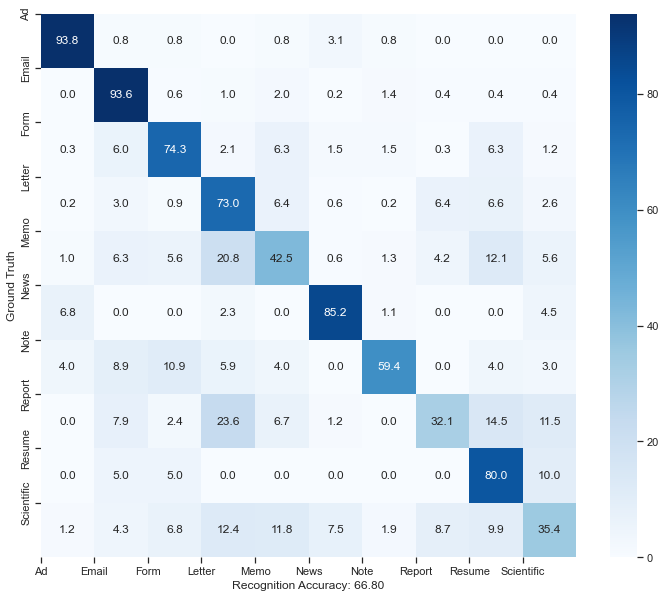 Ad 93.8 0.8 0.8 0.0 0.8 3.1 0.8 0.0 0.0 0.0
Email 0.0 93.6 0.6 1.0 2.0 0.2 1.4 0.4 0.4 0.4
Form 0.3 6.0 74.3 2.1 6.3 1.5 1.5 0.3 6.3 1.2
Letter 0.2 3.0 0.9 73.0 6.4 0.6 0.2 6.4 6.6 2.6
Memo 1.0 6.3 5.6 20.8 42.5 0.6 1.3 4.2 12.1 5.6
News 6.8 0.0 0.0 2.3 0.0 85.2 1.1 0.0 0.0 4.5
Note 4.0 8.9 10.9 5.9 4.0 0.0 59.4 0.0 4.0 3.0
Report 0.0 7.9 2.4 23.6 6.7 1.2 0.0 32.1 14.5 11.5
Resume 0.0 5.0 5.0 0.0 0.0 0.0 0.0 0.0 80.0 10.0
Scientific 1.2 4.3 6.8 12.4 11.8 7.5 1.9 8.7 9.9 35.4
Ground Truth
Ad Email Form Letter Memo News Note Report Resume Scientific
Recognition Accuracy: 66.80
80
60
40
20
0